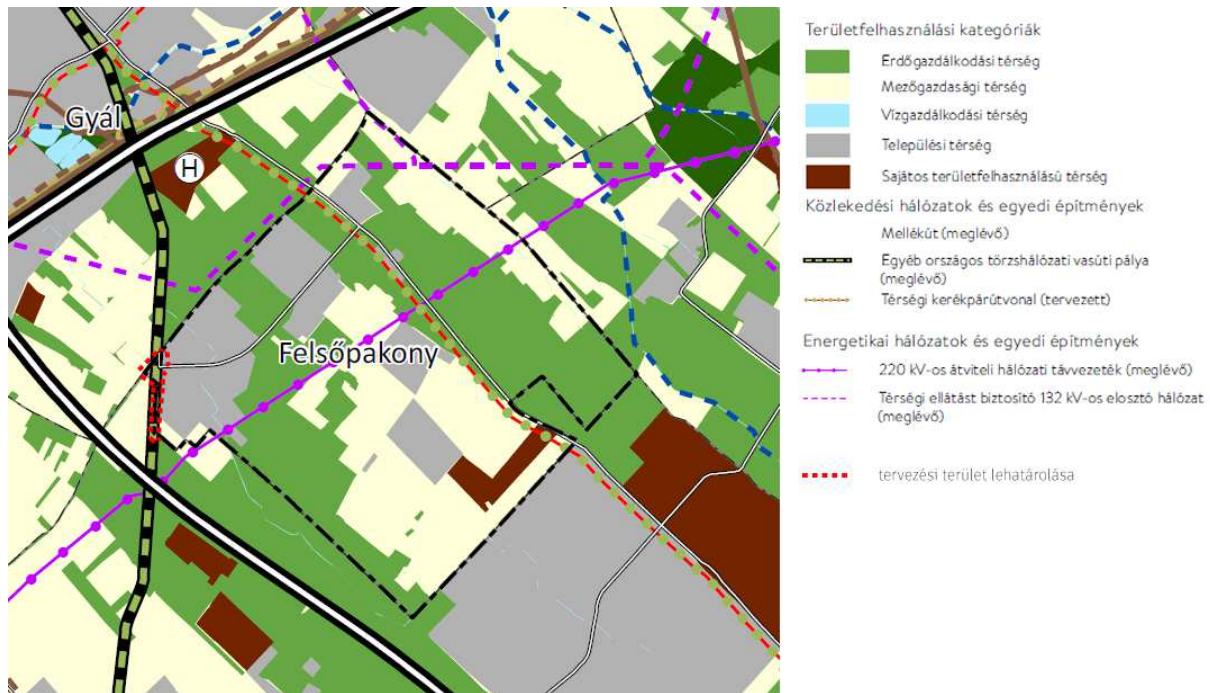 Gyál
H
Felsőpakony
Területfelhasználási kategóriák
Erdőgazdálkodási térség
Mezőgazdasági térség
Vízgazdálkodási térség
Települési térség
Sajátos területfelhasználású térség
Közlekedési hálózatok és egyedi építmények
Mellékút (meglévő)
Egyéb országos törzshálózati vasúti pálya
(meglévő)
Térségi kerékpárútvonal (tervezett)
Energetikai hálózatok és egyedi építmények
220 kV-os átviteli hálózati távvezeték (meglévő)
Térségi ellátást biztosító 132 kV-os elosztó hálózat
(meglévő)
tervezési terület lehatárolása